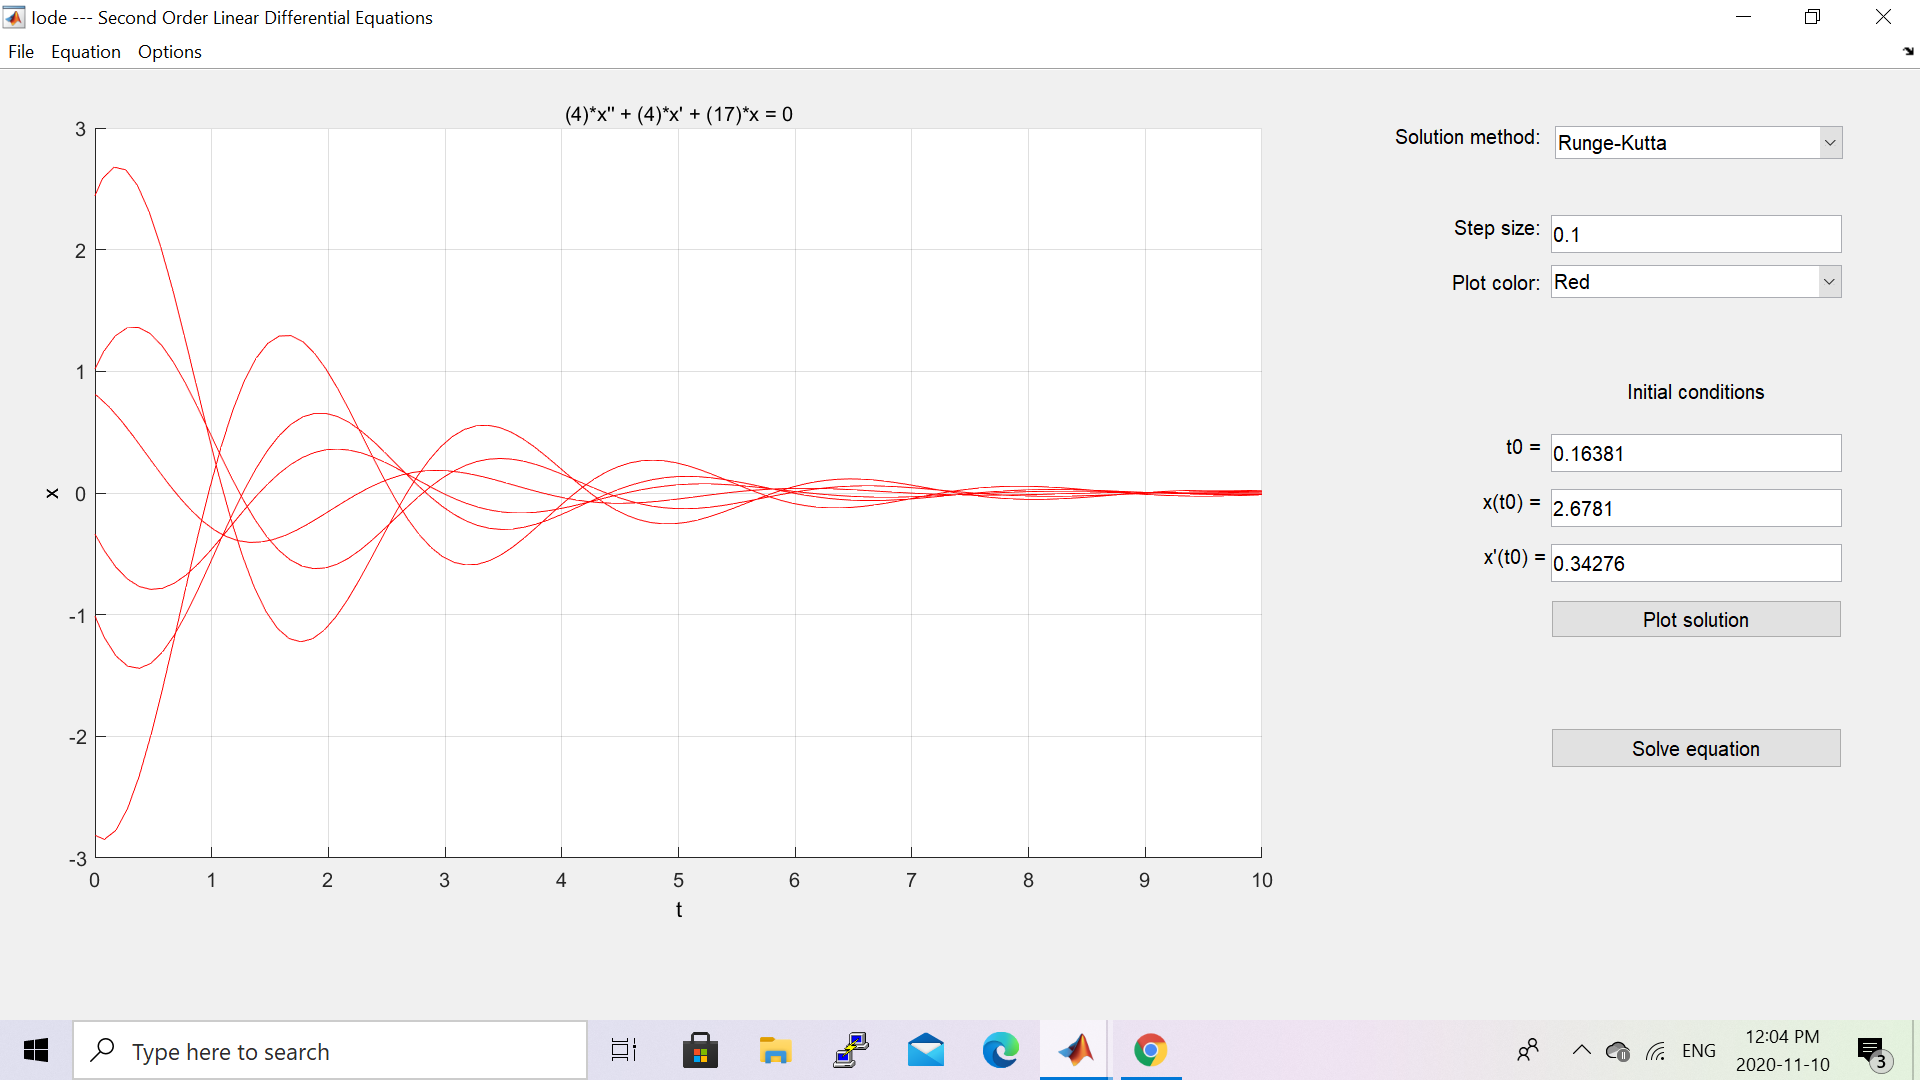 Iode --- Second Order Linear Differential Equations
File Equation Options
(4)*x'' + (4)*x' + (17)*x = 0
3
2
1
0
-1
-2
-3
x
0 1 2 3 4 5 6 7 8 9 10
t
Solution method: Runge-Kutta
Step size: 0.1
Plot color: Red
Initial conditions
t0 = 0.16381
x(t0) = 2.6781
x'(t0) = 0.34276
Plot solution
Solve equation
Type here to search
ENG
12:04 PM
2020-11-10
3